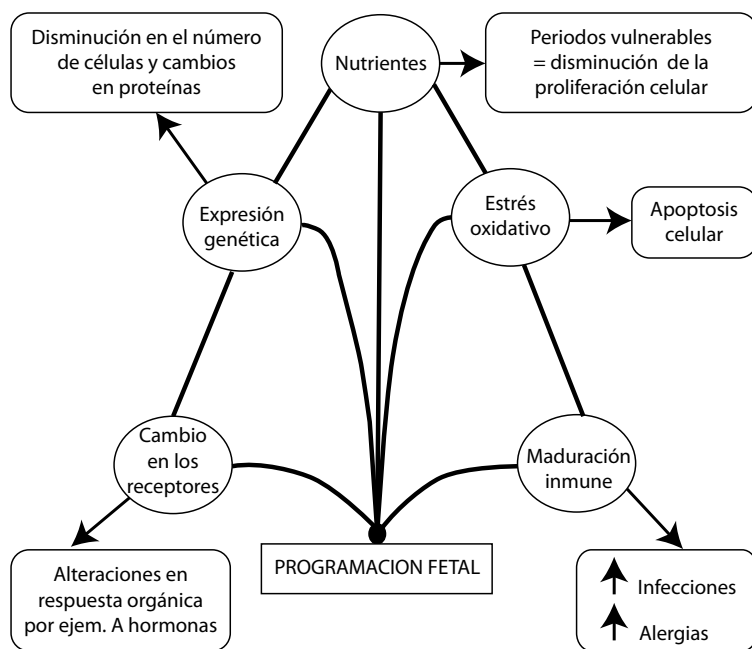 Disminución en el número
de células y cambios
en proteínas
Nutrientes
Periodos vulnerables
= disminución de la
proliferación celular
Expresión
genética
Estrés
oxidativo
Apoptosis
celular
Cambio
en los
receptores
Maduración
inmune
Alteraciones en
respuesta orgánica
por ejem. A hormonas
PROGRAMACION FETAL
Infecciones
Alergias